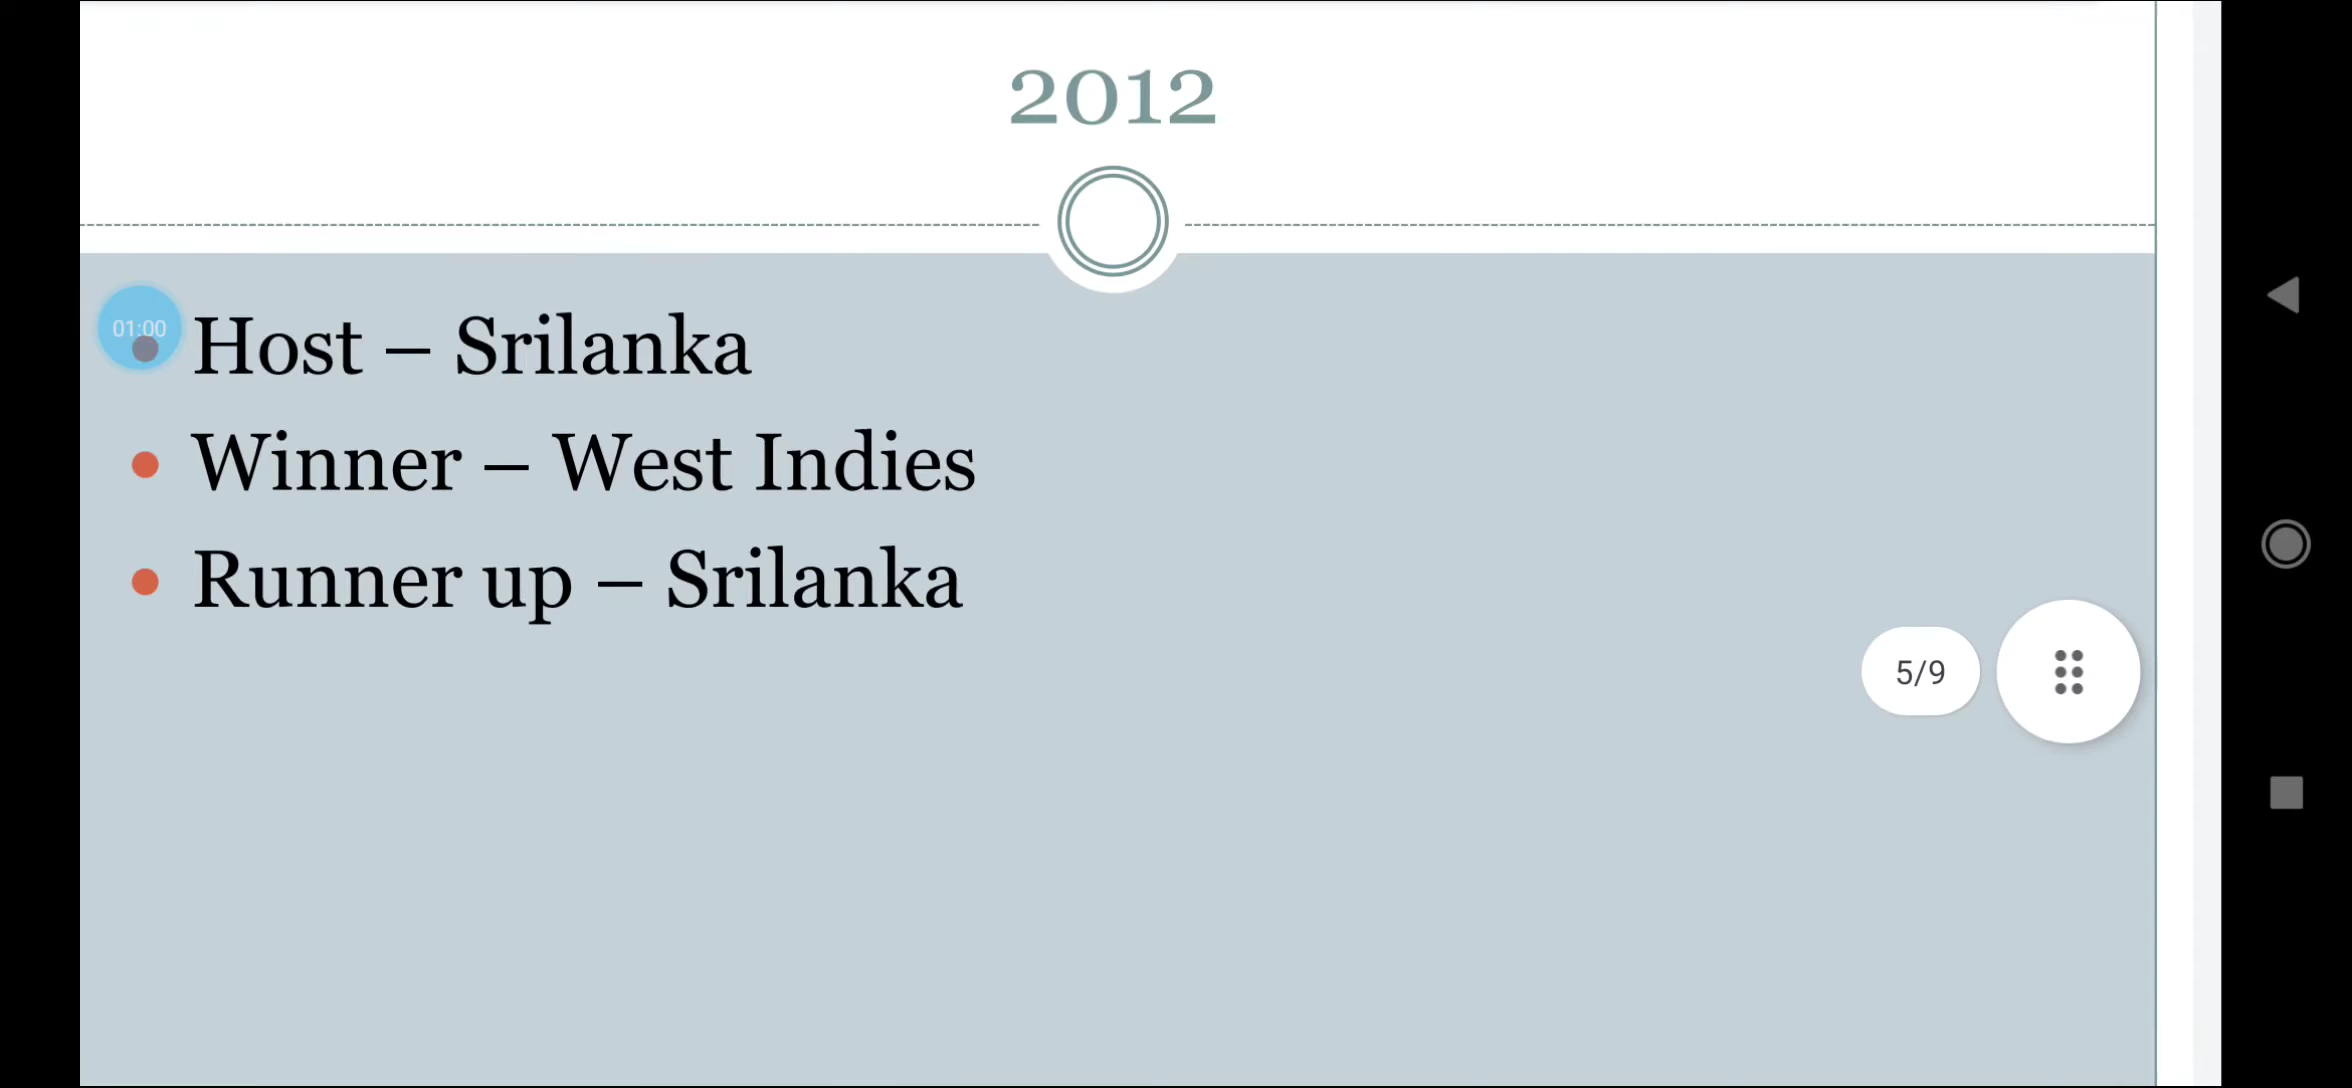 2012
01:00
Host – Srilanka
Winner – West Indies
Runner up – Srilanka
5/9